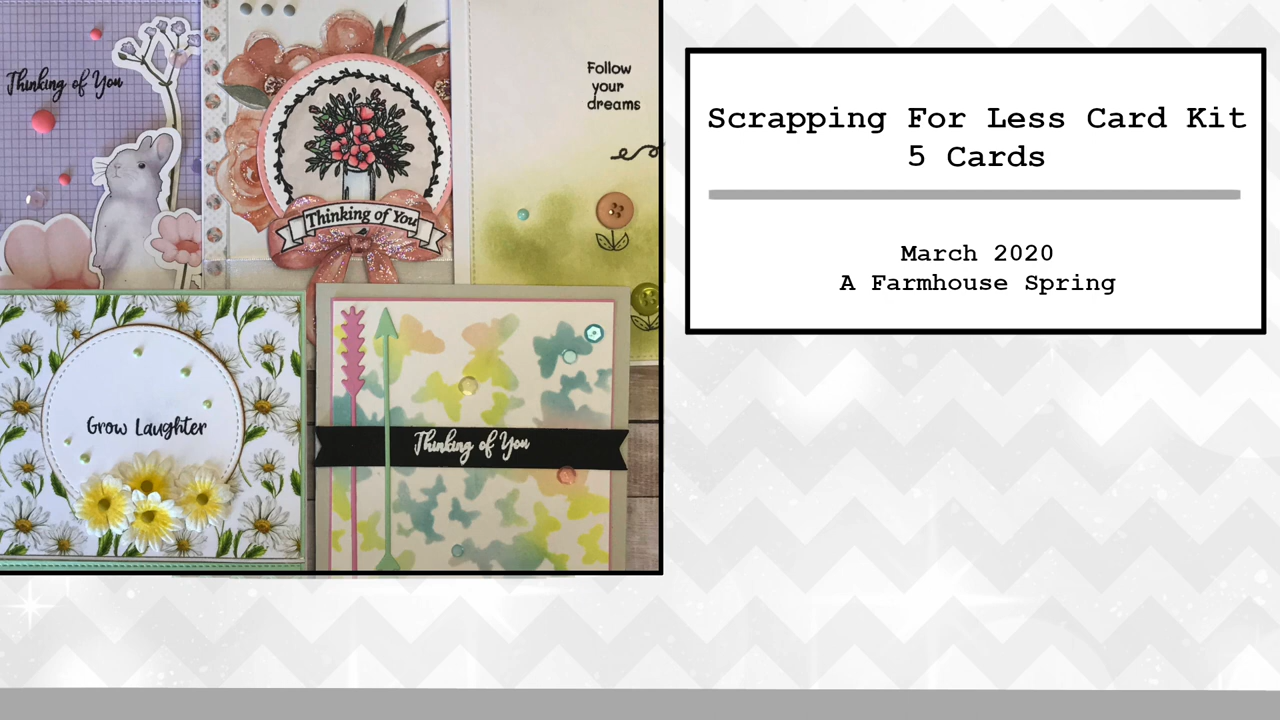 Thinking of You
Thinking of You
Follow
your
dreams
Grow Laughter
Thinking of You
Scrapping For Less Card Kit
5 Cards
March 2020
A Farmhouse Spring